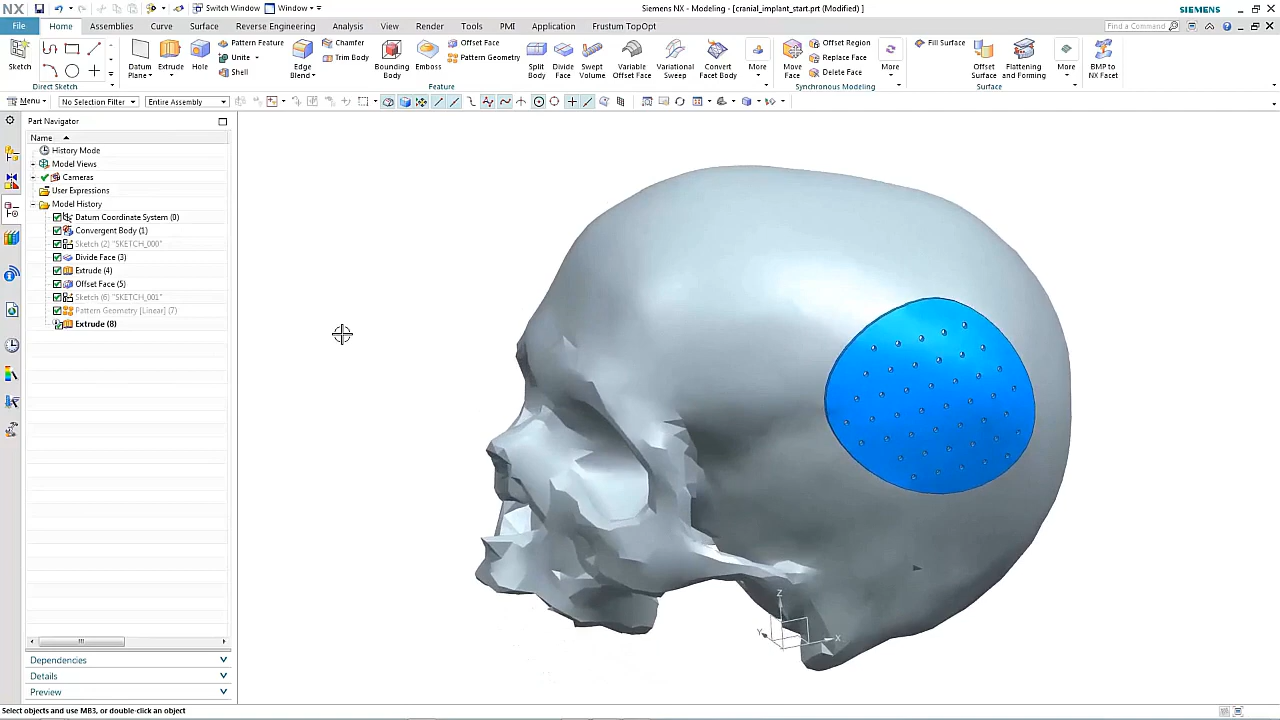 NX
Switch Window
Window
Siemens NX - Modeling - [cranial_implant_start.prt (Modified) ]
SIEMENS
File
Home
Assemblies
Curve
Surface
Reverse Engineering
Analysis
View
Render
Tools
PMI
Application
Frustum TopOpt
Find a Command
Sketch
Direct Sketch
Datum Plane
Extrude
Hole
Pattern Feature
Unite
Shell
Edge Blend
Chamfer
Trim Body
Bounding Body
Emboss
Offset Face
Pattern Geometry
Split Body
Divide Face
Swept Volume
Variable Offset Face
Variational Sweep
Convert Facet Body
More
Feature
Move Face
Offset Region
Replace Face
Delete Face
More
Synchronous Modeling
Fill Surface
Offset Surface
Flattening and Forming
More
Surface
BMP to NX Facet
Menu
No Selection Filter
Entire Assembly
Part Navigator
Name
History Mode
Model Views
Cameras
User Expressions
Model History
Datum Coordinate System (0)
Convergent Body (1)
Sketch (2) "SKETCH_000"
Divide Face (3)
Extrude (4)
Offset Face (5)
Sketch (6) "SKETCH_001"
Pattern Geometry [Linear] (7)
Extrude (8)
Z
Y
X
Dependencies
Details
Preview
Select objects and use MB3, or double-click an object